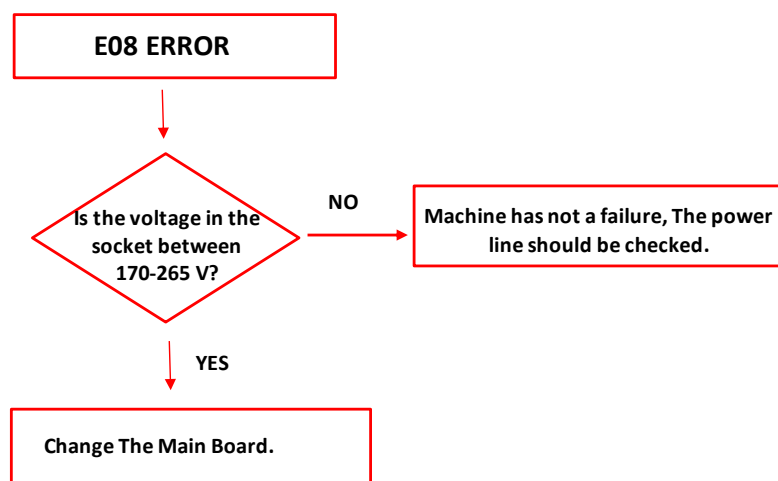 E08 ERROR
Is the voltage in the
socket between
170-265 V?
NO
Machine has not a failure, The power
line should be checked.
YES
Change The Main Board.